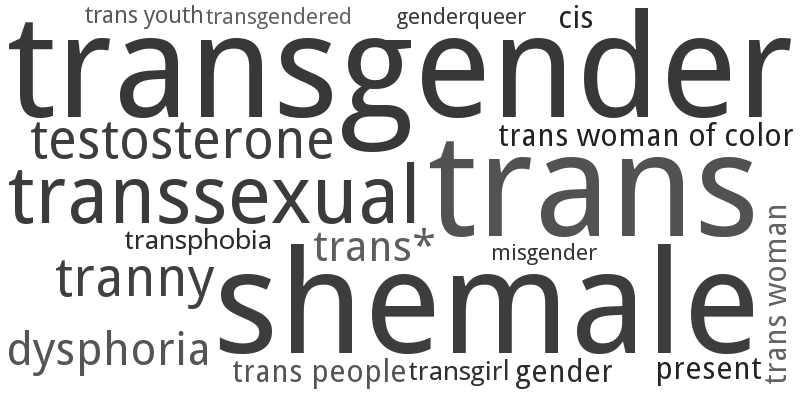 trans youth
transgendered
genderqueer
cis
transgender
testosterone
trans woman of color
transsexual
trans
transphobia
trans*
misgender
tranny
shemale
trans woman
dysphoria
trans people
transgirl
gender
present